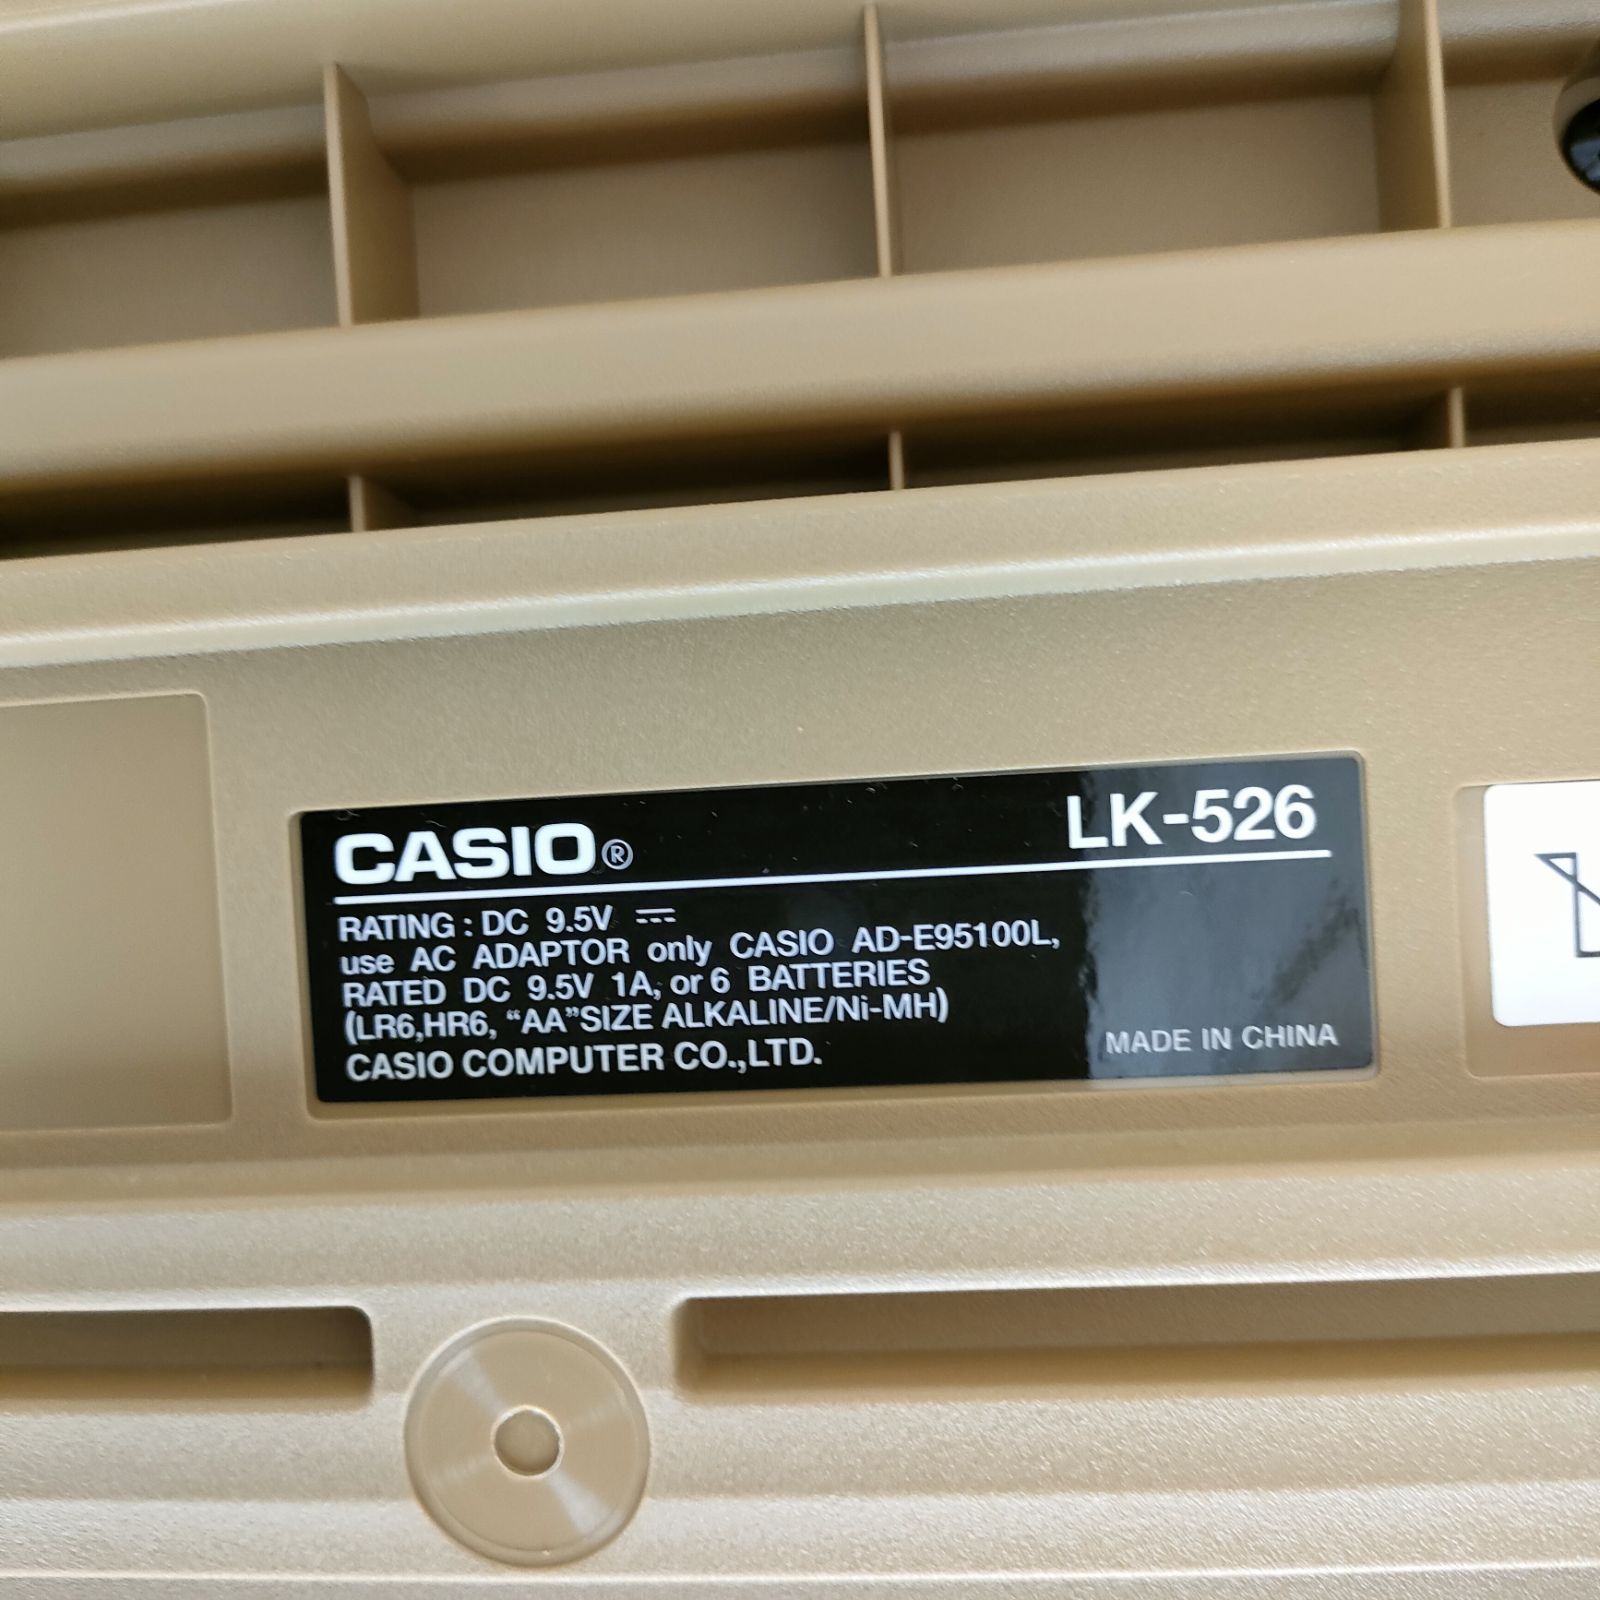 CASIO® LK-526
RATING : DC 9.5V ⎓
use AC ADAPTOR only CASIO AD-E95100L,
RATED DC 9.5V 1A, or 6 BATTERIES
(LR6,HR6, “AA”SIZE ALKALINE/Ni-MH)
CASIO COMPUTER CO.,LTD.
MADE IN CHINA